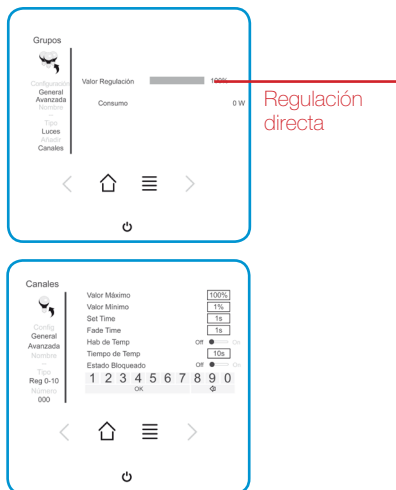 Grupos
Configuración
General
Avanzada
Nombre
--
Tipo
Luces
Añade
Canales
Valor Regulación 100%
Consumo 0 W
Regulación
directa
Canales
Config
General
Avanzada
Nombre
--
Tipo
Reg 0-10
Número
000
Valor Máximo 100%
Valor Mínimo 1%
Set Time 1s
Fade Time 1s
Hab de Temp Off On
Tiempo de Temp 10s
Estado Bloqueado Off On
1 2 3 4 5 6 7 8 9 0
OK